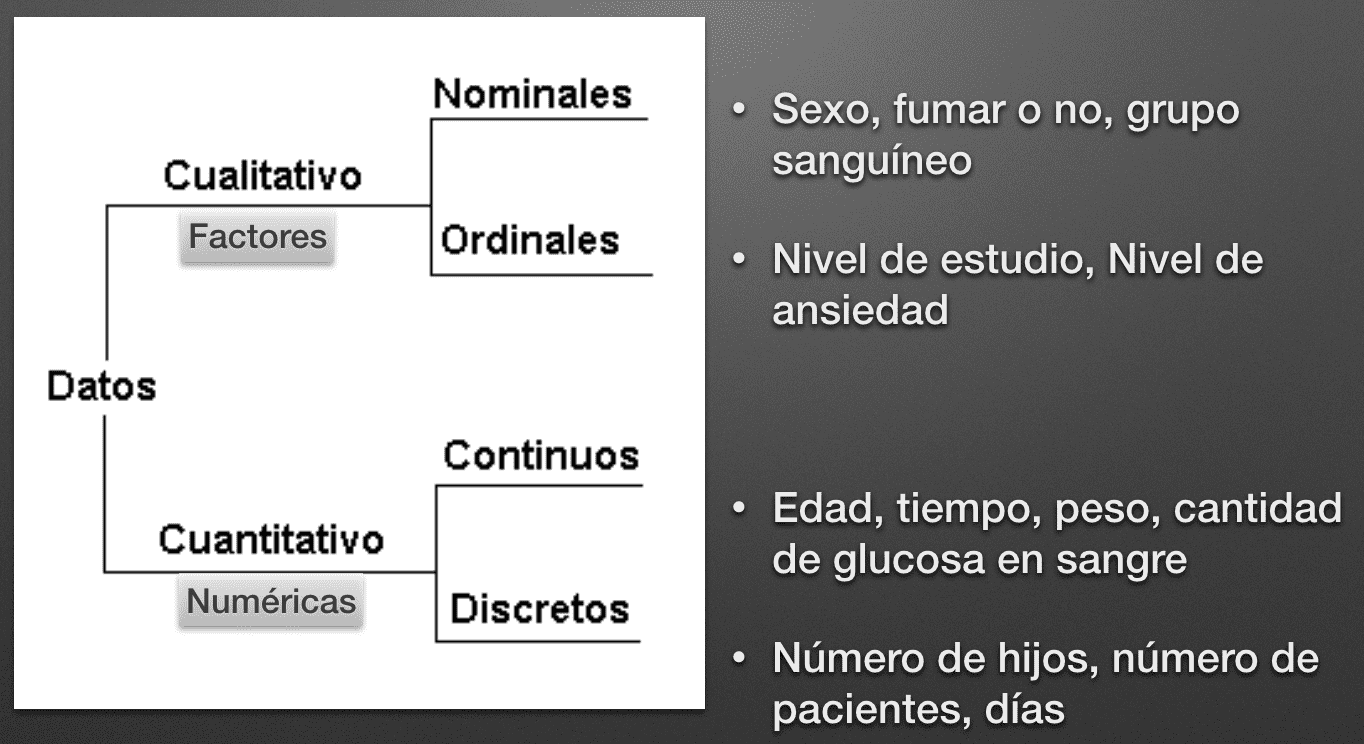 Nominales
Cualitativo
Factores
Ordinales
Datos
Continuos
Cuantitativo
Numéricas
Discretos
• Sexo, fumar o no, grupo
sanguíneo
• Nivel de estudio, Nivel de
ansiedad
• Edad, tiempo, peso, cantidad
de glucosa en sangre
• Número de hijos, número de
pacientes, días